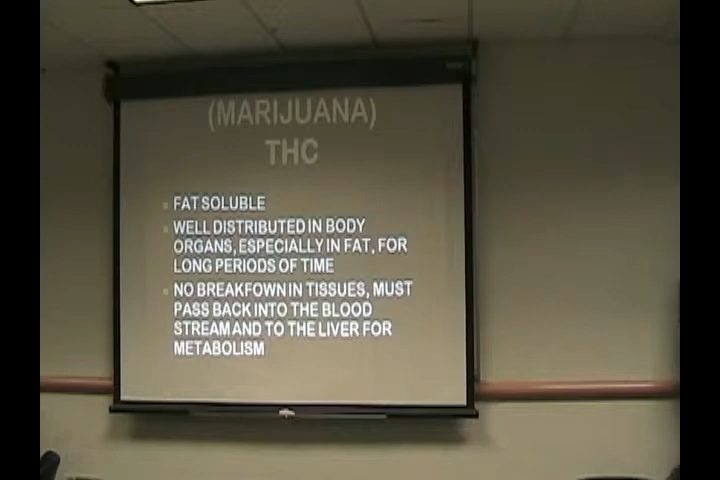 (MARIJUANA)
THC
FAT SOLUBLE
WELL DISTRIBUTED IN BODY
ORGANS, ESPECIALLY IN FAT, FOR
LONG PERIODS OF TIME
NO BREAKFOWN IN TISSUES, MUST
PASS BACK INTO THE BLOOD
STREAM AND TO THE LIVER FOR
METABOLISM